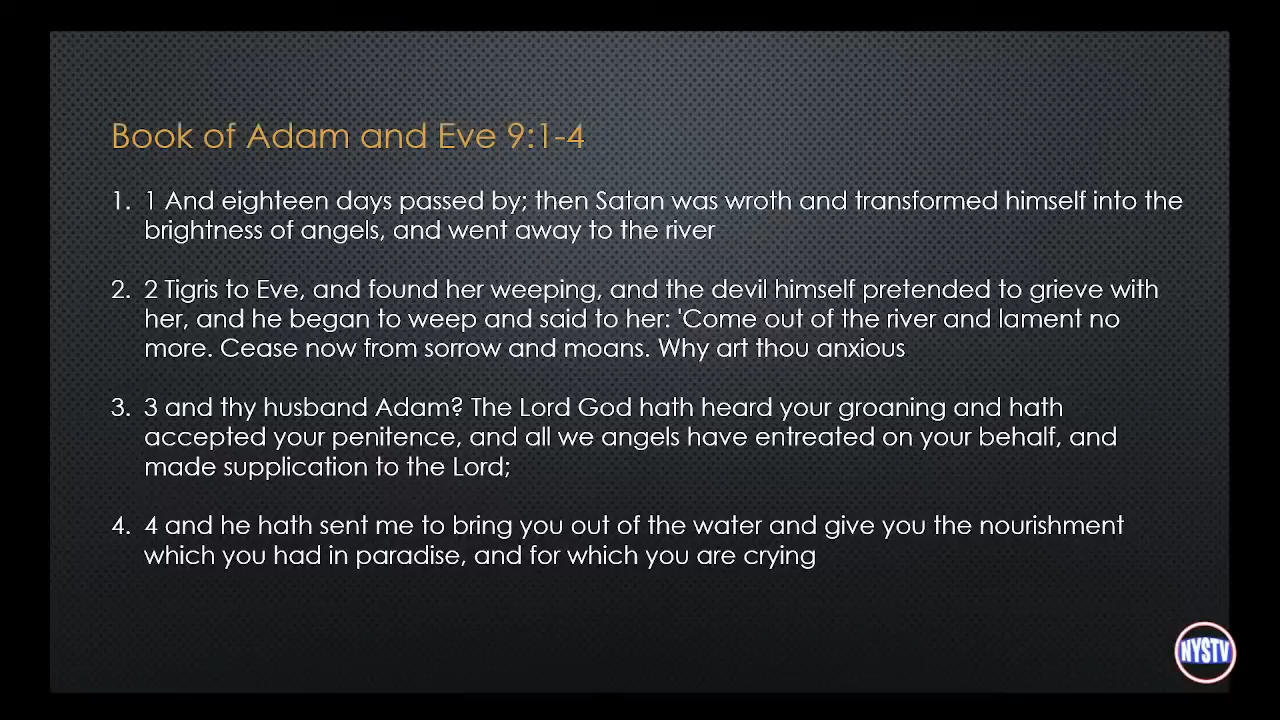 Book of Adam and Eve 9:1-4
1. 1 And eighteen days passed by; then Satan was wroth and transformed himself into the
brightness of angels, and went away to the river
2. 2 Tigris to Eve, and found her weeping, and the devil himself pretended to grieve with
her, and he began to weep and said to her: 'Come out of the river and lament no
more. Cease now from sorrow and moans. Why art thou anxious
3. 3 and thy husband Adam? The Lord God hath heard your groaning and hath
accepted your penitence, and all we angels have entreated on your behalf, and
made supplication to the Lord;
4. 4 and he hath sent me to bring you out of the water and give you the nourishment
which you had in paradise, and for which you are crying
NYSTV